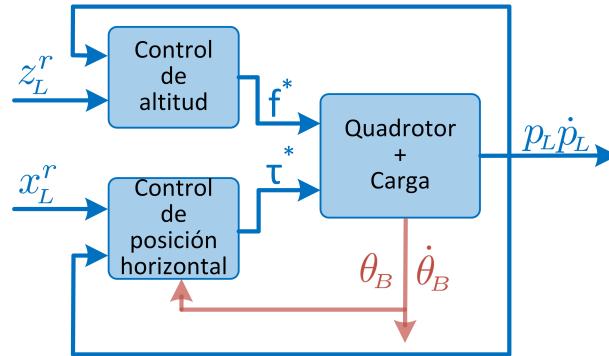 z_L^r
Control
de
altitud
f*
x_L^r
Control
de
posición
horizontal
τ*
Quadrotor
+
Carga
p_L ṗ_L
θ_B θ̇_B